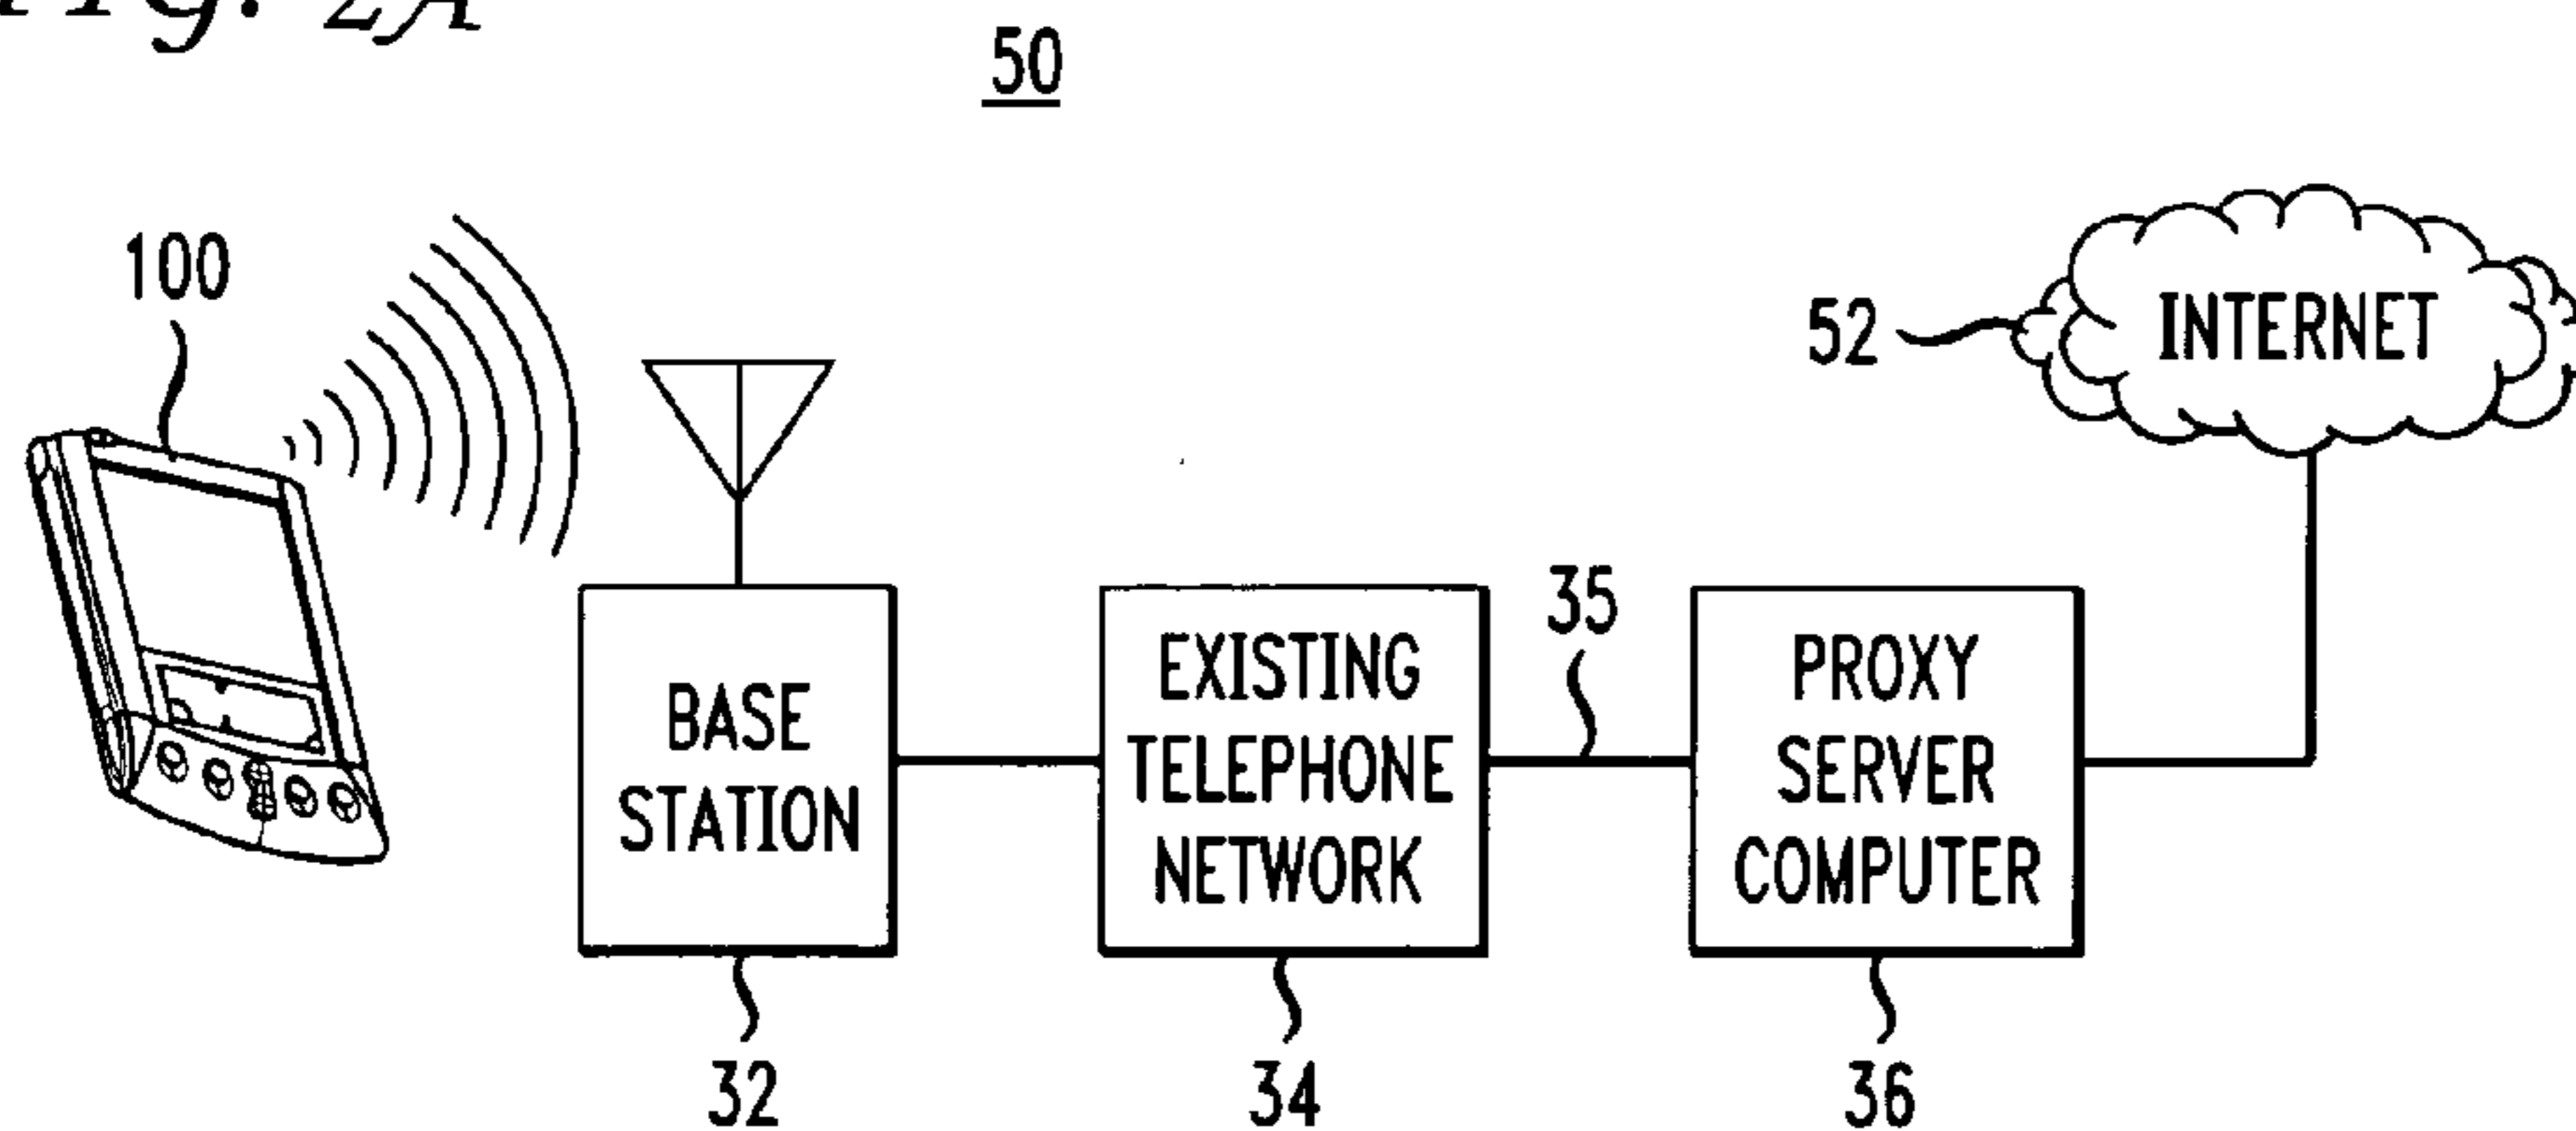 Fig. 2A
50
100
52
INTERNET
35
BASE
STATION
EXISTING
TELEPHONE
NETWORK
PROXY
SERVER
COMPUTER
32
34
36